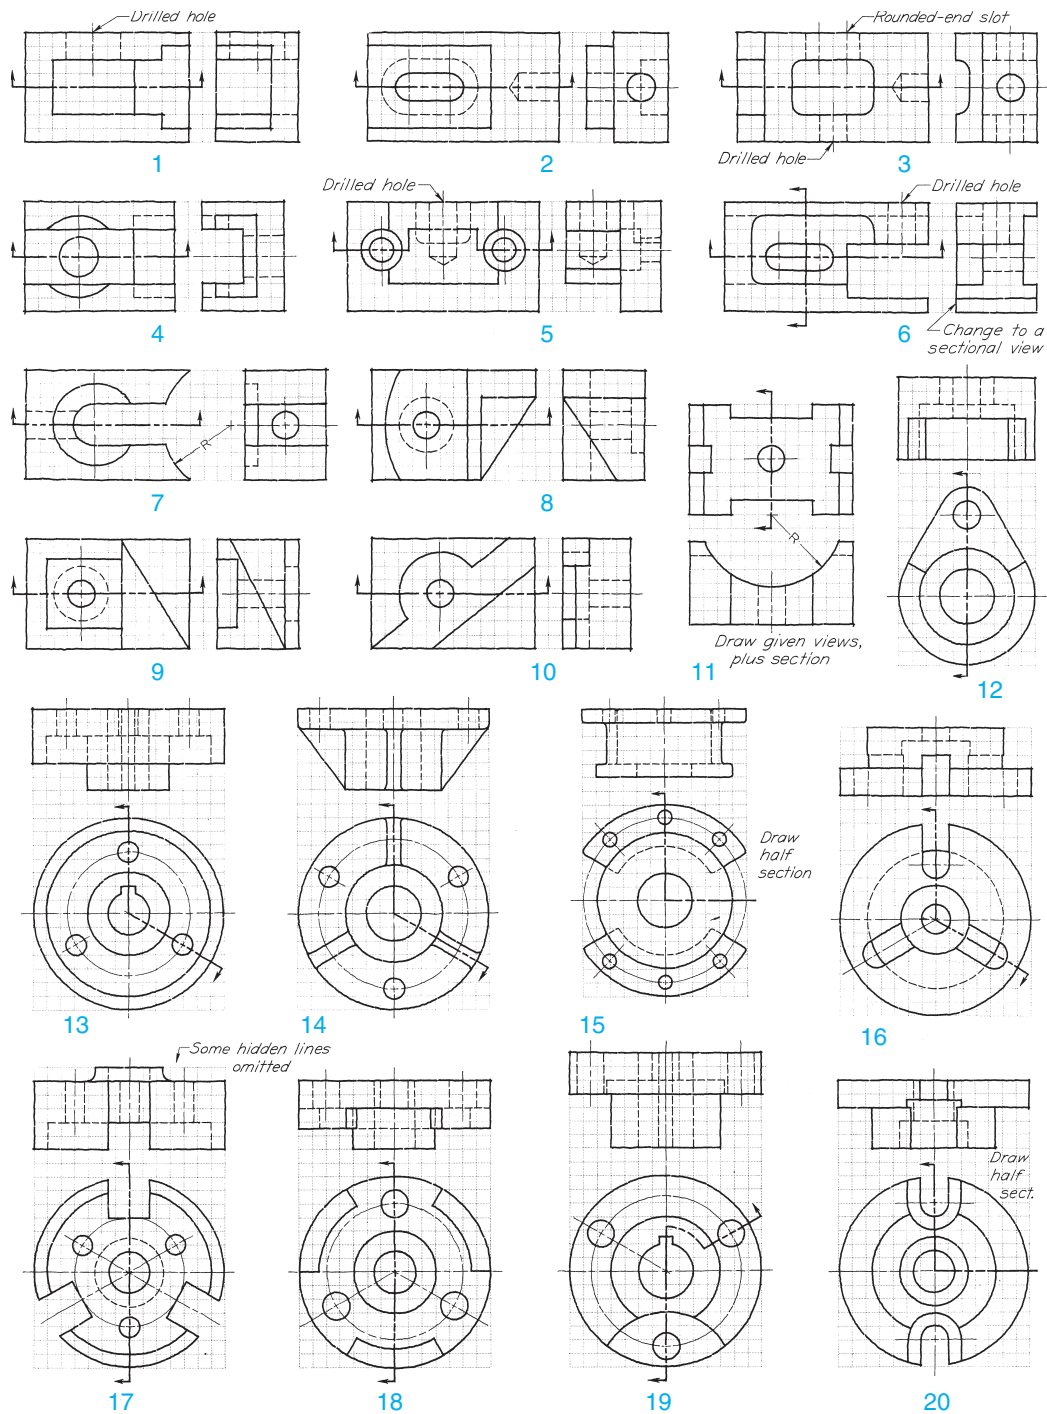 Drilled hole
Rounded-end slot
1
2
Drilled hole
3
Drilled hole
Drilled hole
4
5
6
Change to a
sectional view
R
7
8
R
9
10
Draw given views,
plus section
11
12
Draw
half
section
13
14
15
16
Some hidden lines
omitted
Draw
half
sect.
17
18
19
20